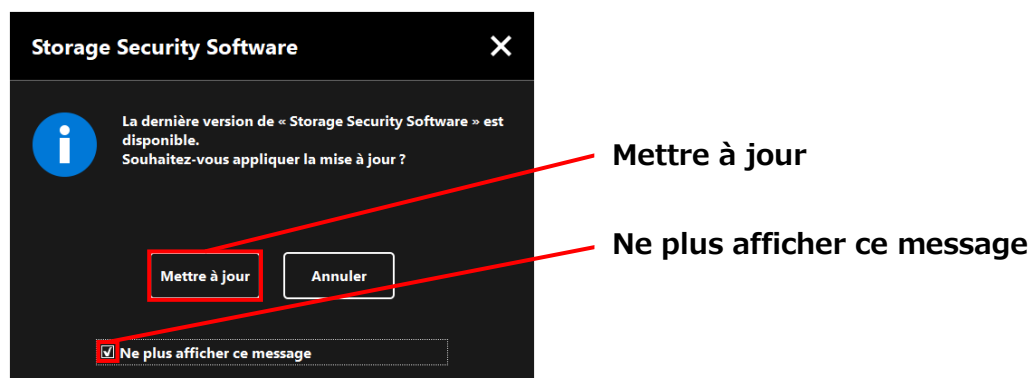 Storage Security Software
La dernière version de « Storage Security Software » est
disponible.
Souhaitez-vous appliquer la mise à jour ?
Mettre à jour
Ne plus afficher ce message
Mettre à jour
Annuler
Ne plus afficher ce message